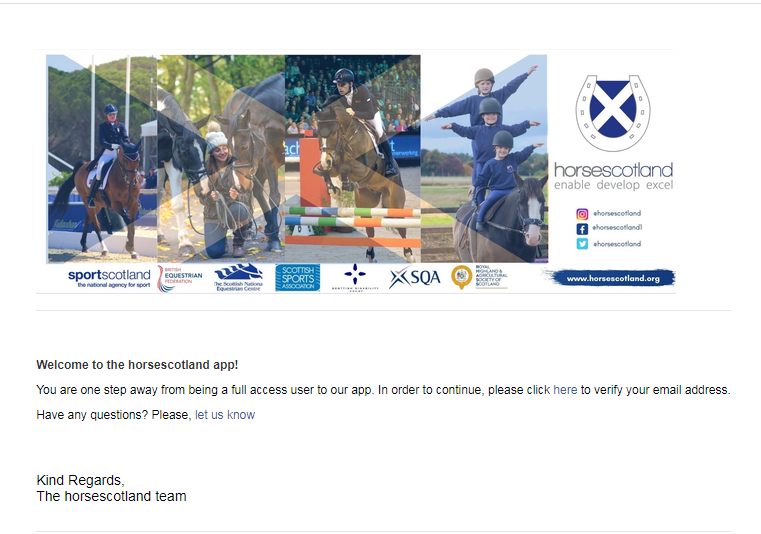 horsescotland
enable develop excel
@horsescotland
@horsescotland1
@horsescotland
sportscotland
the national agency for sport
BRITISH
EQUESTRIAN
FEDERATION
The Scottish National
Equestrian Centre
SCOTTISH
SPORTS
ASSOCIATION
SCOTTISH DISABILITY
SPORT
SQA
ROYAL
HIGHLAND &
AGRICULTURAL
SOCIETY OF
SCOTLAND
www.horsescotland.org
Welcome to the horsescotland app!
You are one step away from being a full access user to our app. In order to continue, please click here to verify your email address.
Have any questions? Please, let us know
Kind Regards,
The horsescotland team